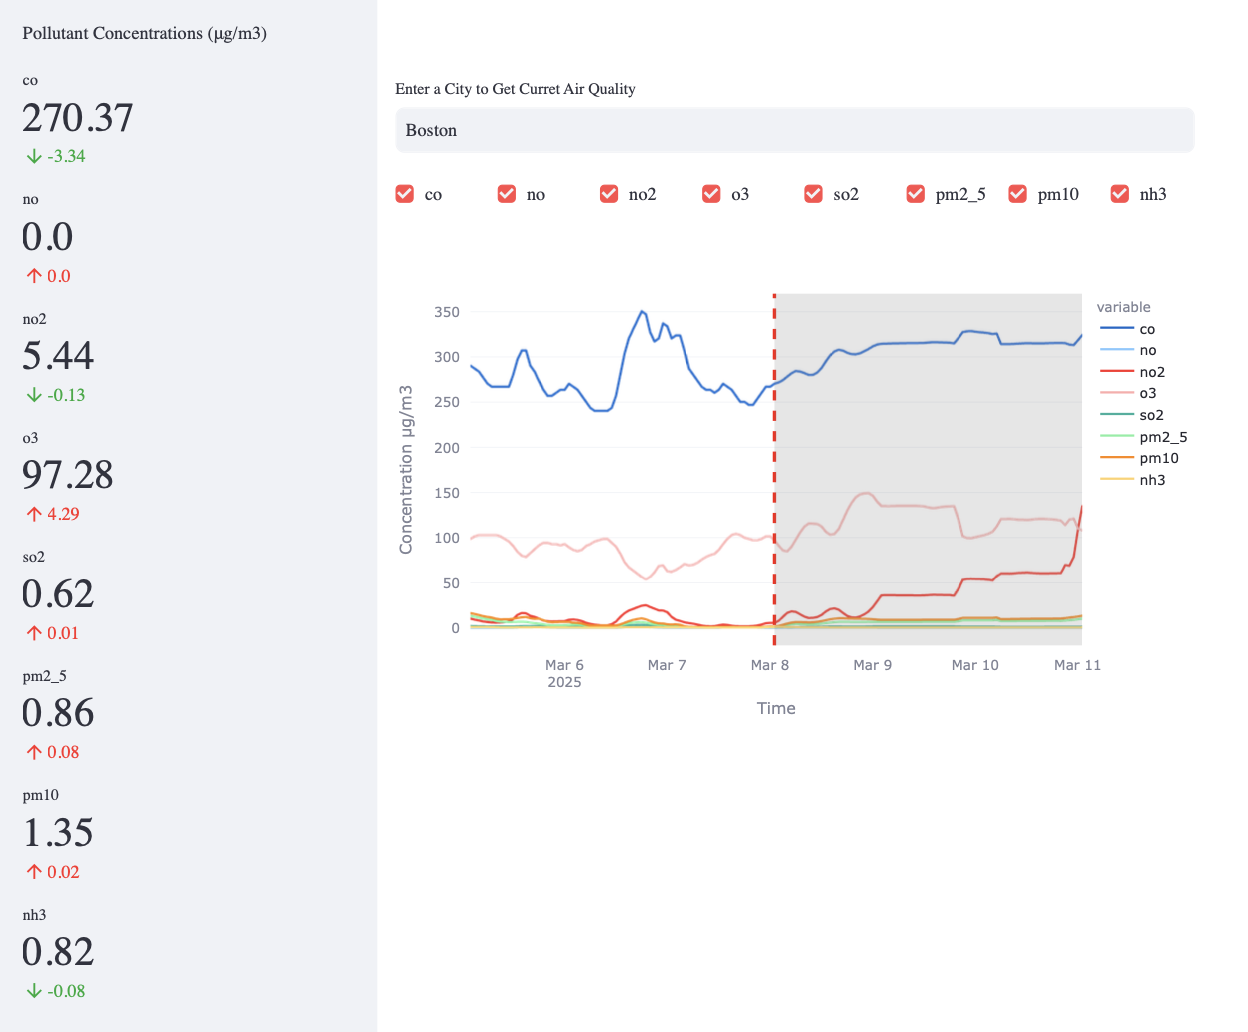 Pollutant Concentrations (μg/m3)
co
270.37
↓ -3.34
no
0.0
↑ 0.0
no2
5.44
↓ -0.13
o3
97.28
↑ 4.29
so2
0.62
↑ 0.01
pm2_5
0.86
↑ 0.08
pm10
1.35
↑ 0.02
nh3
0.82
↓ -0.08
Enter a City to Get Curret Air Quality
Boston
co no no2 o3 so2 pm2_5 pm10 nh3
Concentration μg/m3
350
300
250
200
150
100
50
0
Mar 6 Mar 7 Mar 8 Mar 9 Mar 10 Mar 11
2025
Time
variable
co
no
no2
o3
so2
pm2_5
pm10
nh3